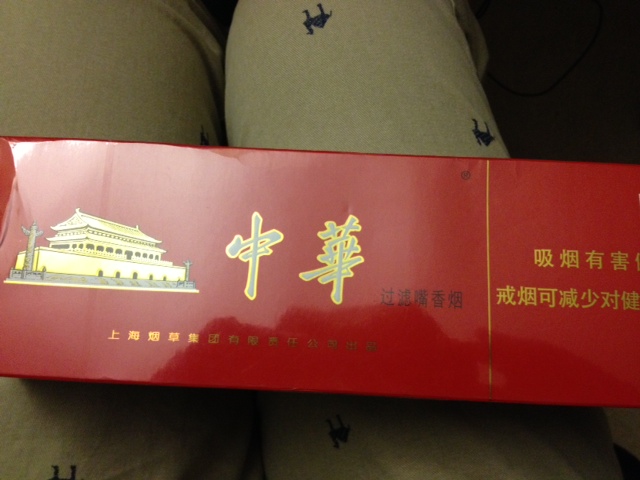 中華
过滤嘴香烟
上海烟草集团有限责任公司出品
吸烟有害
戒烟可减少对健